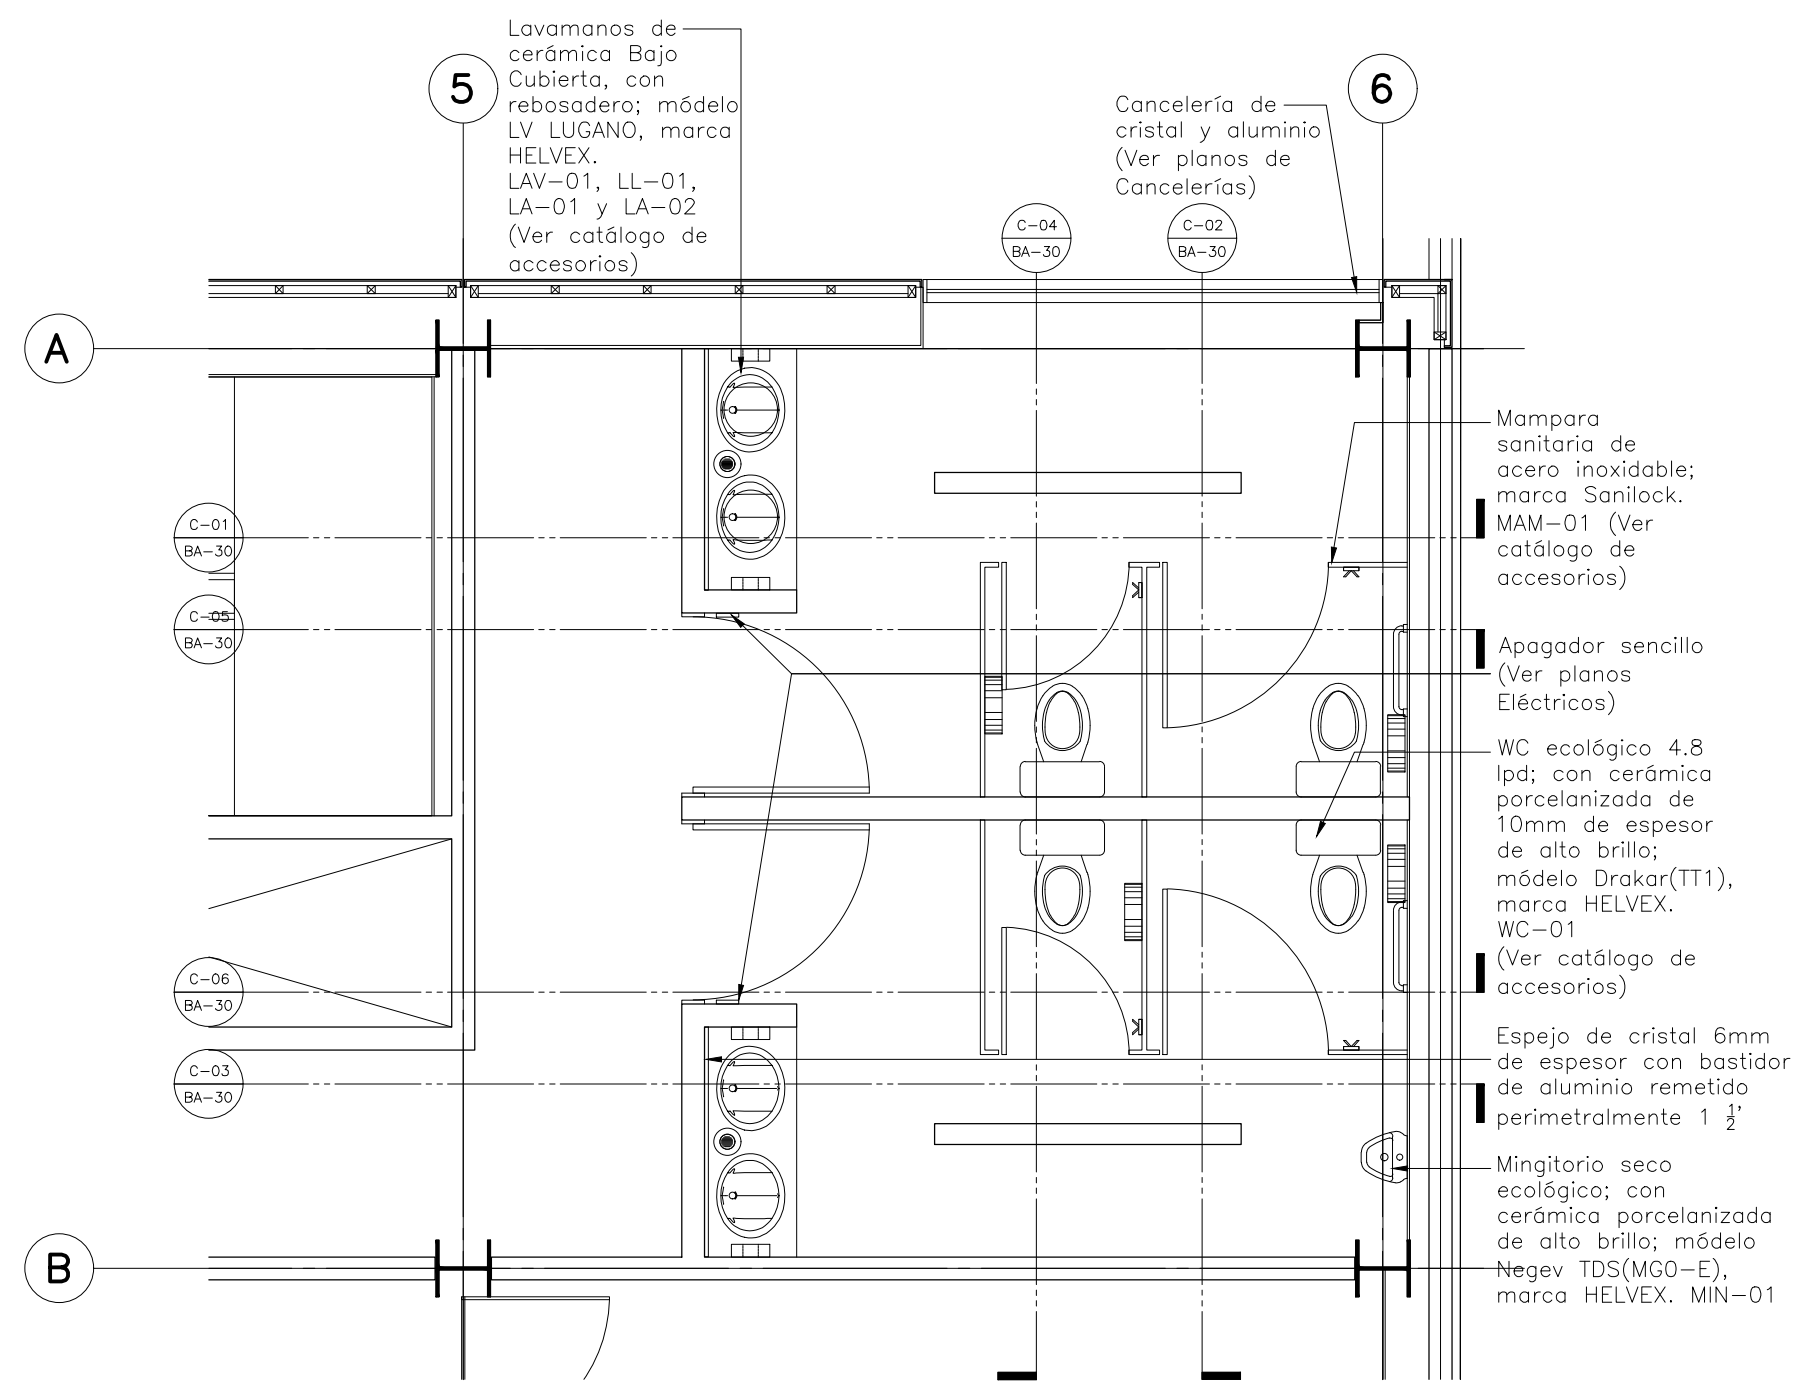 Lavamanos de
cerámica Bajo
Cubierta, con
rebosadero; módelo
LV LUGANO, marca
HELVEX.
LAV-01, LL-01,
LA-01 y LA-02
(Ver catálogo de
accesorios)
5
6
Cancelería de
cristal y aluminio
(Ver planos de
Cancelerías)
C-04
BA-30
C-02
BA-30
A
Mampara
sanitaria de
acero inoxidable;
marca Sanilock.
MAM-01 (Ver
catálogo de
accesorios)
C-01
BA-30
C-05
BA-30
Apagador sencillo
(Ver planos
Eléctricos)
WC ecológico 4.8
lpd; con cerámica
porcelanizada de
10mm de espesor
de alto brillo;
módelo Drakar(TT1),
marca HELVEX.
WC-01
(Ver catálogo de
accesorios)
C-06
BA-30
C-03
BA-30
Espejo de cristal 6mm
de espesor con bastidor
de aluminio remetido
perimetralmente 1 1/2'
Mingitorio seco
ecológico; con
cerámica porcelanizada
de alto brillo; módelo
Negev TDS(MGO-E),
marca HELVEX. MIN-01
B